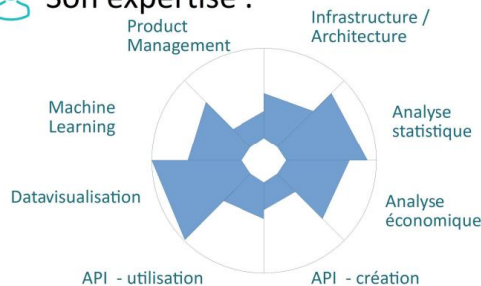 Son expertise :
Product
Management
Infrastructure /
Architecture
Machine
Learning
Analyse
statistique
Datavisualisation
Analyse
économique
API - utilisation
API - création